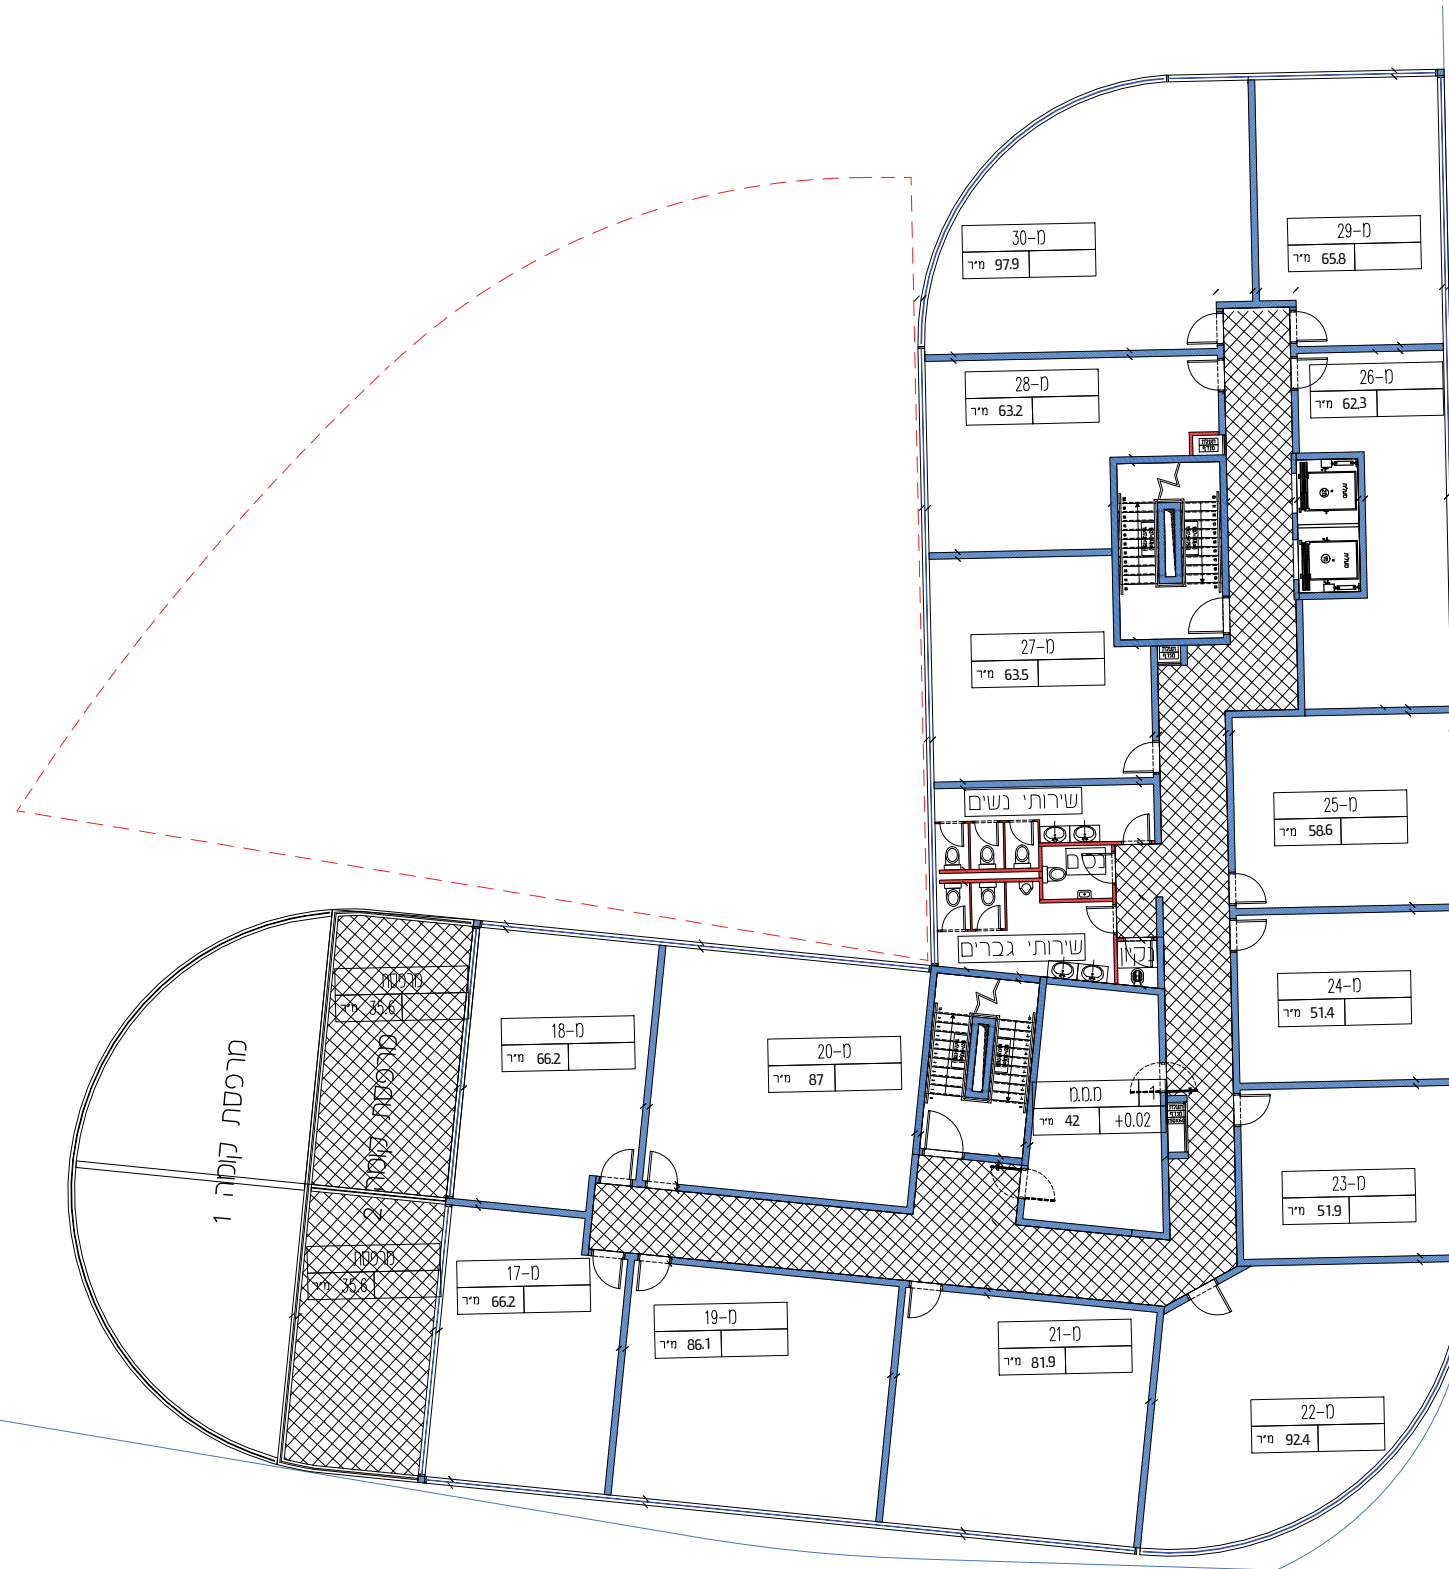 מ-30
97.9 מ"ר
מ-29
65.8 מ"ר
מ-28
63.2 מ"ר
מ-26
62.3 מ"ר
מ-27
63.5 מ"ר
שירותי נשים
מ-25
58.6 מ"ר
שירותי גברים
מרפסת
35.6 מ"ר
מ-24
51.4 מ"ר
מ-18
66.2 מ"ר
מ-20
87 מ"ר
מרפסת קומה 1
מרפסת קומה 2
מ.מ.מ
1
42 מ"ר
+0.02
מ-23
51.9 מ"ר
מרפסת
35.6 מ"ר
מ-17
66.2 מ"ר
מ-19
86.1 מ"ר
מ-21
81.9 מ"ר
מ-22
92.4 מ"ר